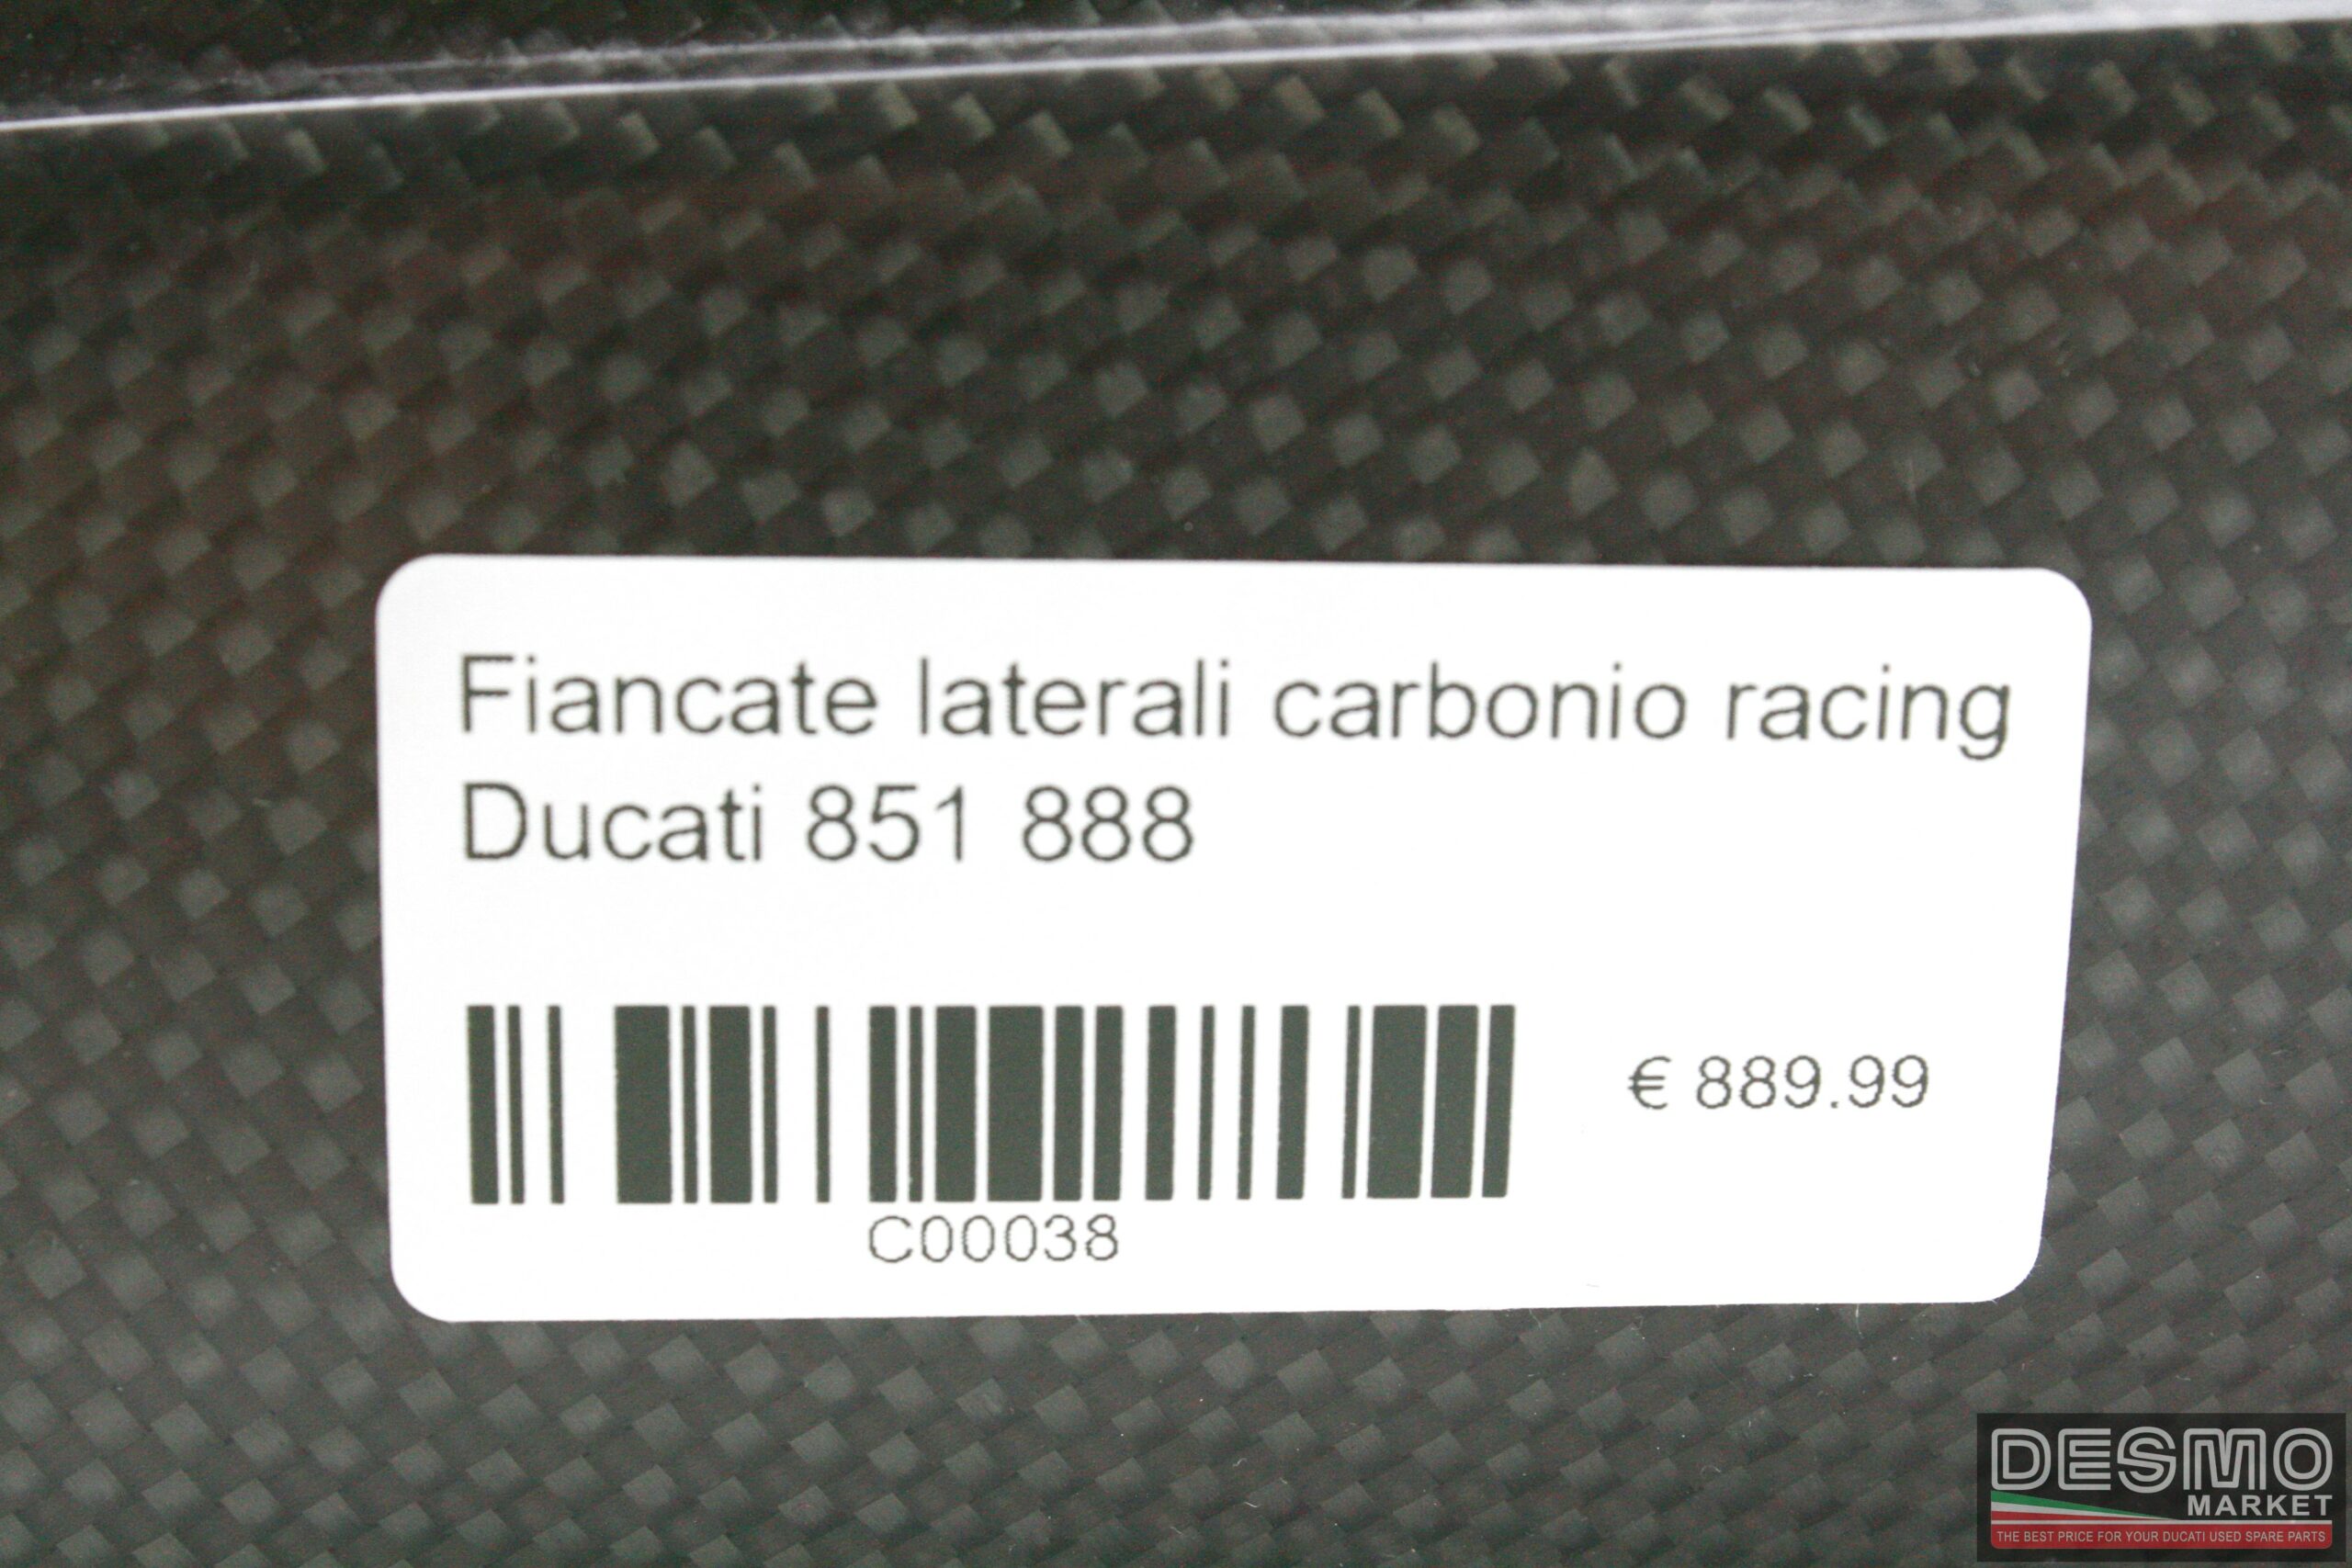 Fiancate laterali carbonio racing
Ducati 851 888
€ 889.99
C00038
DESMO
MARKET
THE BEST PRICE FOR YOUR DUCATI USED SPARE PARTS